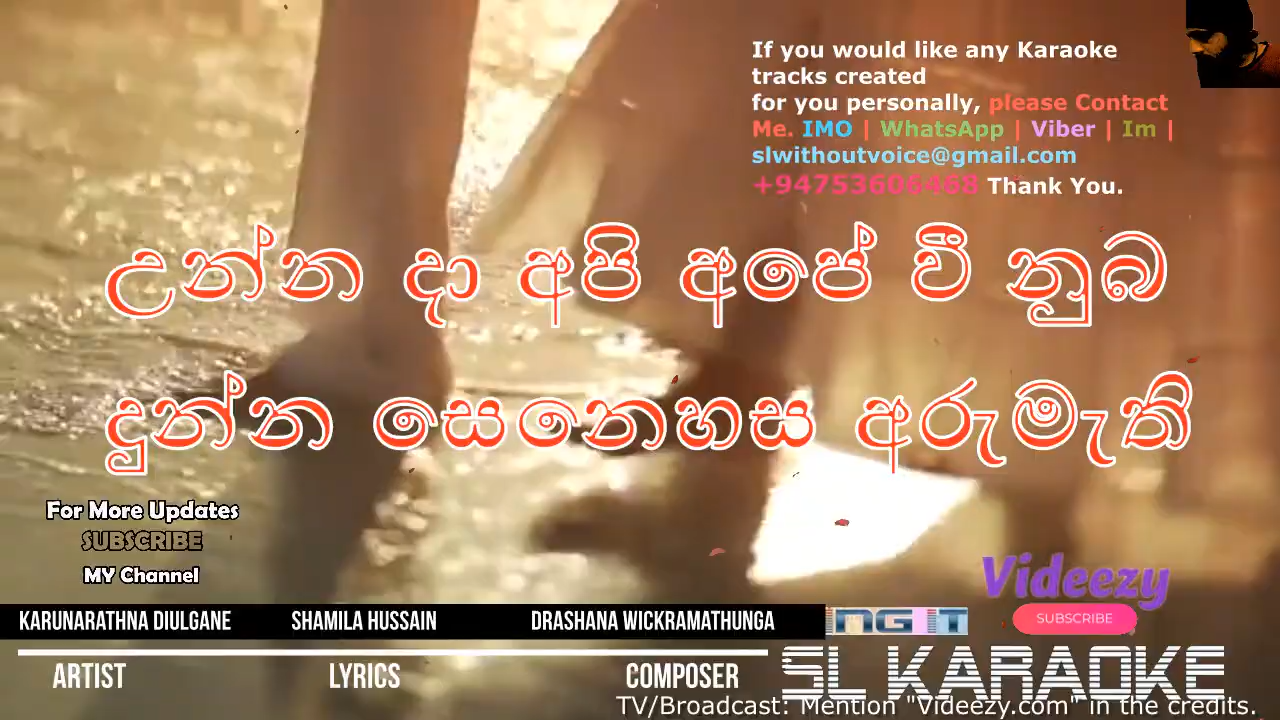 If you would like any Karaoke
tracks created
for you personally, please Contact
Me. IMO | WhatsApp | Viber | Im |
slwithoutvoice@gmail.com
+94753606468 Thank You.
උන්න දා අපි අපේ වී නුබ
දුන්න සෙනෙහස අරුමැති
For More Updates
SUBSCRIBE
MY Channel
Videezy
SUBSCRIBE
KARUNARATHNA DIULGANE SHAMILA HUSSAIN DRASHANA WICKRAMATHUNGA
ARTIST LYRICS COMPOSER
SL KARAOKE
TV/Broadcast: Mention "Videezy.com" in the credits.